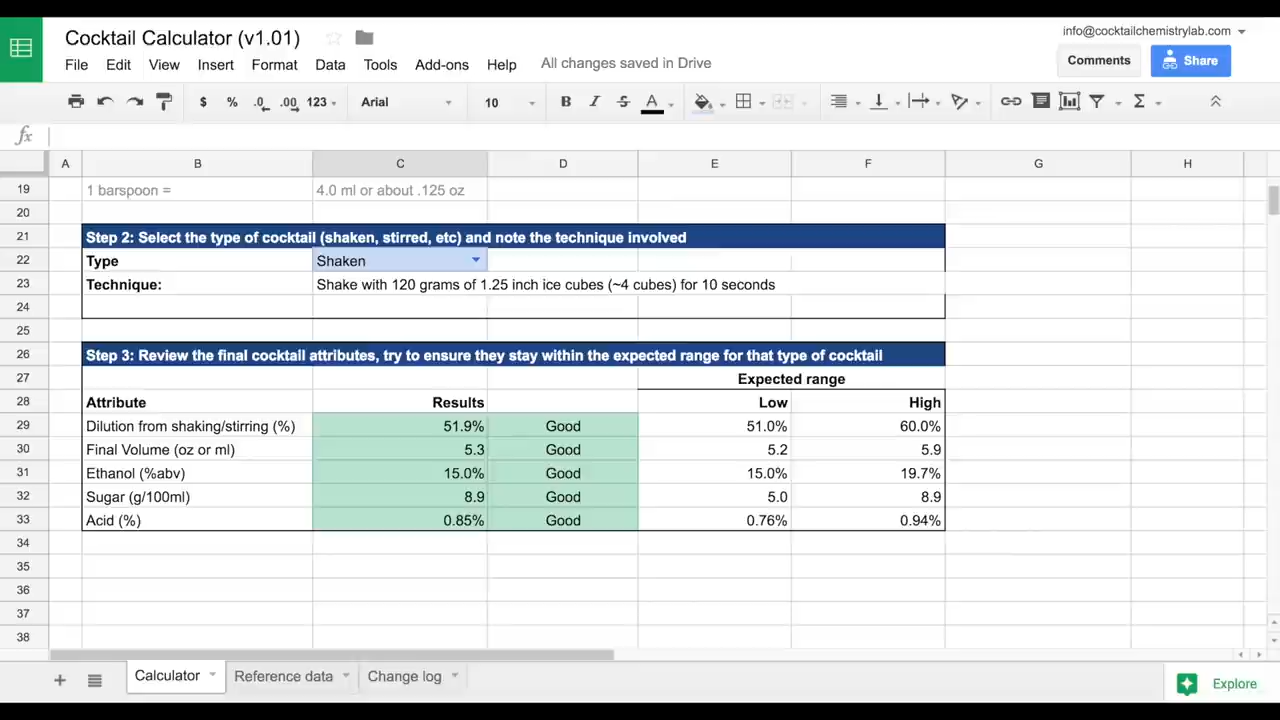 Cocktail Calculator (v1.01)
info@cocktailchemistrylab.com
File Edit View Insert Format Data Tools Add-ons Help All changes saved in Drive
Comments Share
$ % .0 .00 123 Arial 10 B I S A Σ
fx
A B C D E F G H
19 1 barspoon = 4.0 ml or about .125 oz
20
21 Step 2: Select the type of cocktail (shaken, stirred, etc) and note the technique involved
22 Type Shaken
23 Technique: Shake with 120 grams of 1.25 inch ice cubes (~4 cubes) for 10 seconds
24
25
26 Step 3: Review the final cocktail attributes, try to ensure they stay within the expected range for that type of cocktail
27 Expected range
28 Attribute Results Low High
29 Dilution from shaking/stirring (%) 51.9% Good 51.0% 60.0%
30 Final Volume (oz or ml) 5.3 Good 5.2 5.9
31 Ethanol (%abv) 15.0% Good 15.0% 19.7%
32 Sugar (g/100ml) 8.9 Good 5.0 8.9
33 Acid (%) 0.85% Good 0.76% 0.94%
34
35
36
37
38
+ Calculator Reference data Change log Explore